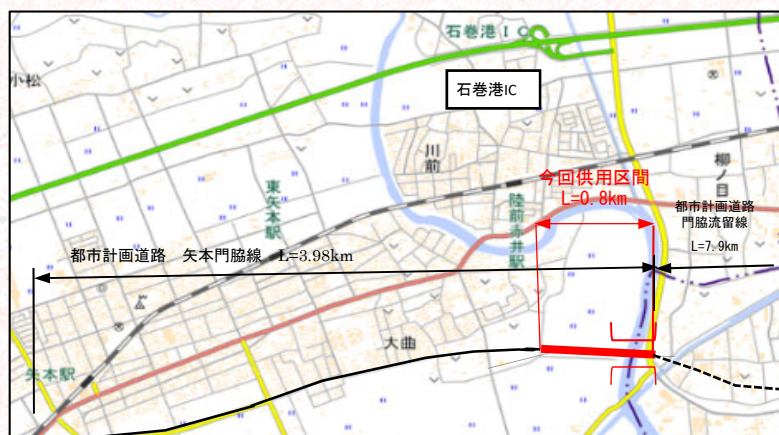 石巻港IC
石巻港IC
小松
川前
柳ノ目
今回供用区間
L=0.8km
東矢本駅
陸前赤井駅
都市計画道路
門脇流留線
L=7.9km
都市計画道路　矢本門脇線　L=3.98km
大曲
矢本駅